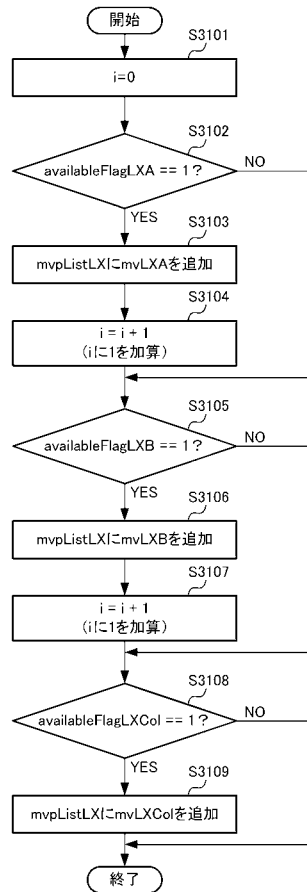 開始
S3101
i=0
S3102
availableFlagLXA == 1?
NO
YES
S3103
mvpListLXにmvLXAを追加
S3104
i = i + 1
(iに1を加算)
S3105
availableFlagLXB == 1?
NO
YES
S3106
mvpListLXにmvLXBを追加
S3107
i = i + 1
(iに1を加算)
S3108
availableFlagLXCol == 1?
NO
YES
S3109
mvpListLXにmvLXColを追加
終了